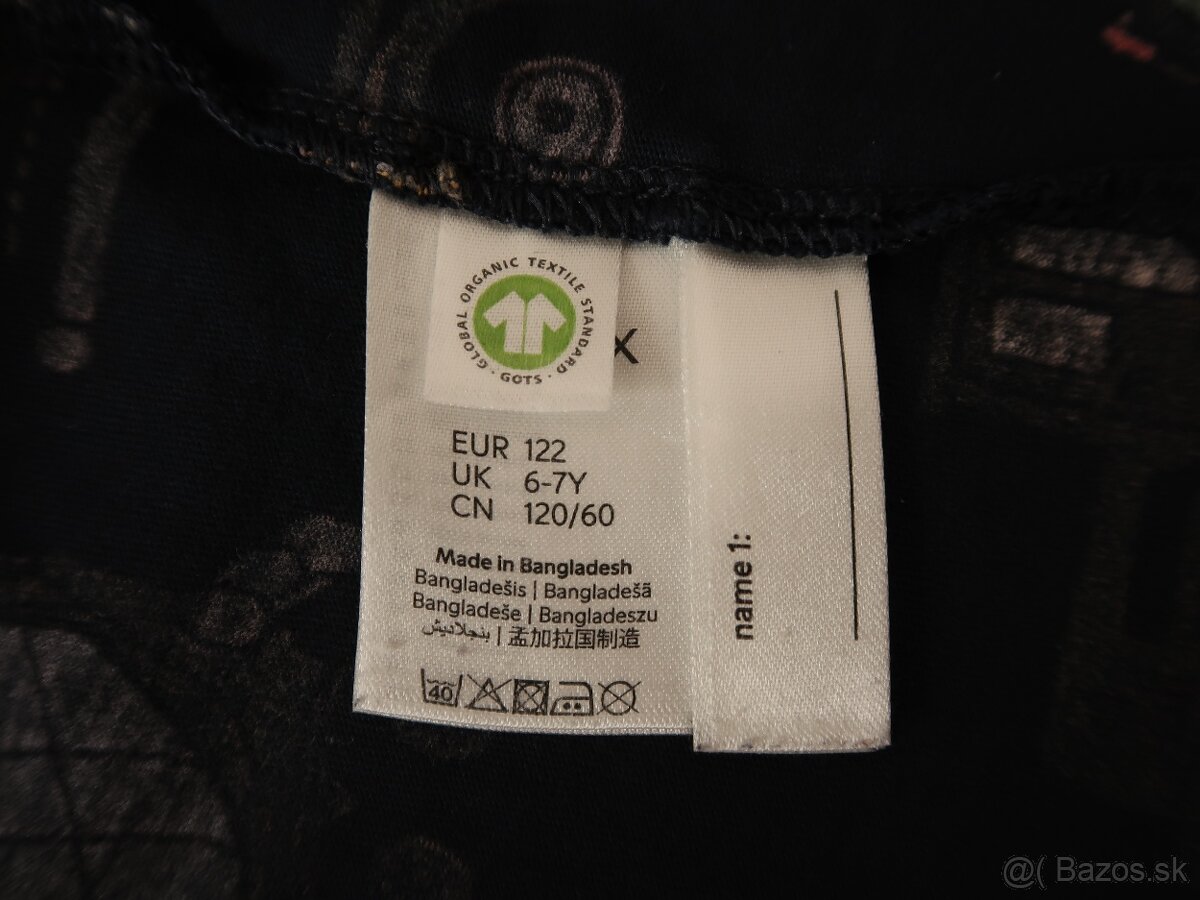 GLOBAL ORGANIC TEXTILE STANDARD · GOTS ·
X
EUR 122
UK 6-7Y
CN 120/60
Made in Bangladesh
Bangladešis | Bangladešā
Bangladeše | Bangladeszu
بنجلاديش | 孟加拉国制造
40
name 1:
@( Bazos.sk